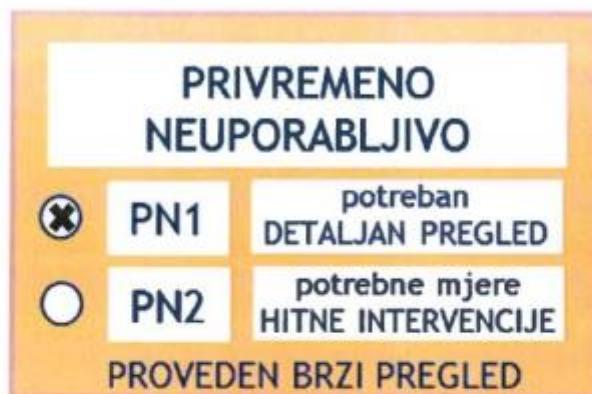 PRIVREMENO
NEUPORABLJIVO
PN1
potreban
DETALJAN PREGLED
PN2
potrebne mjere
HITNE INTERVENCIJE
PROVEDEN BRZI PREGLED